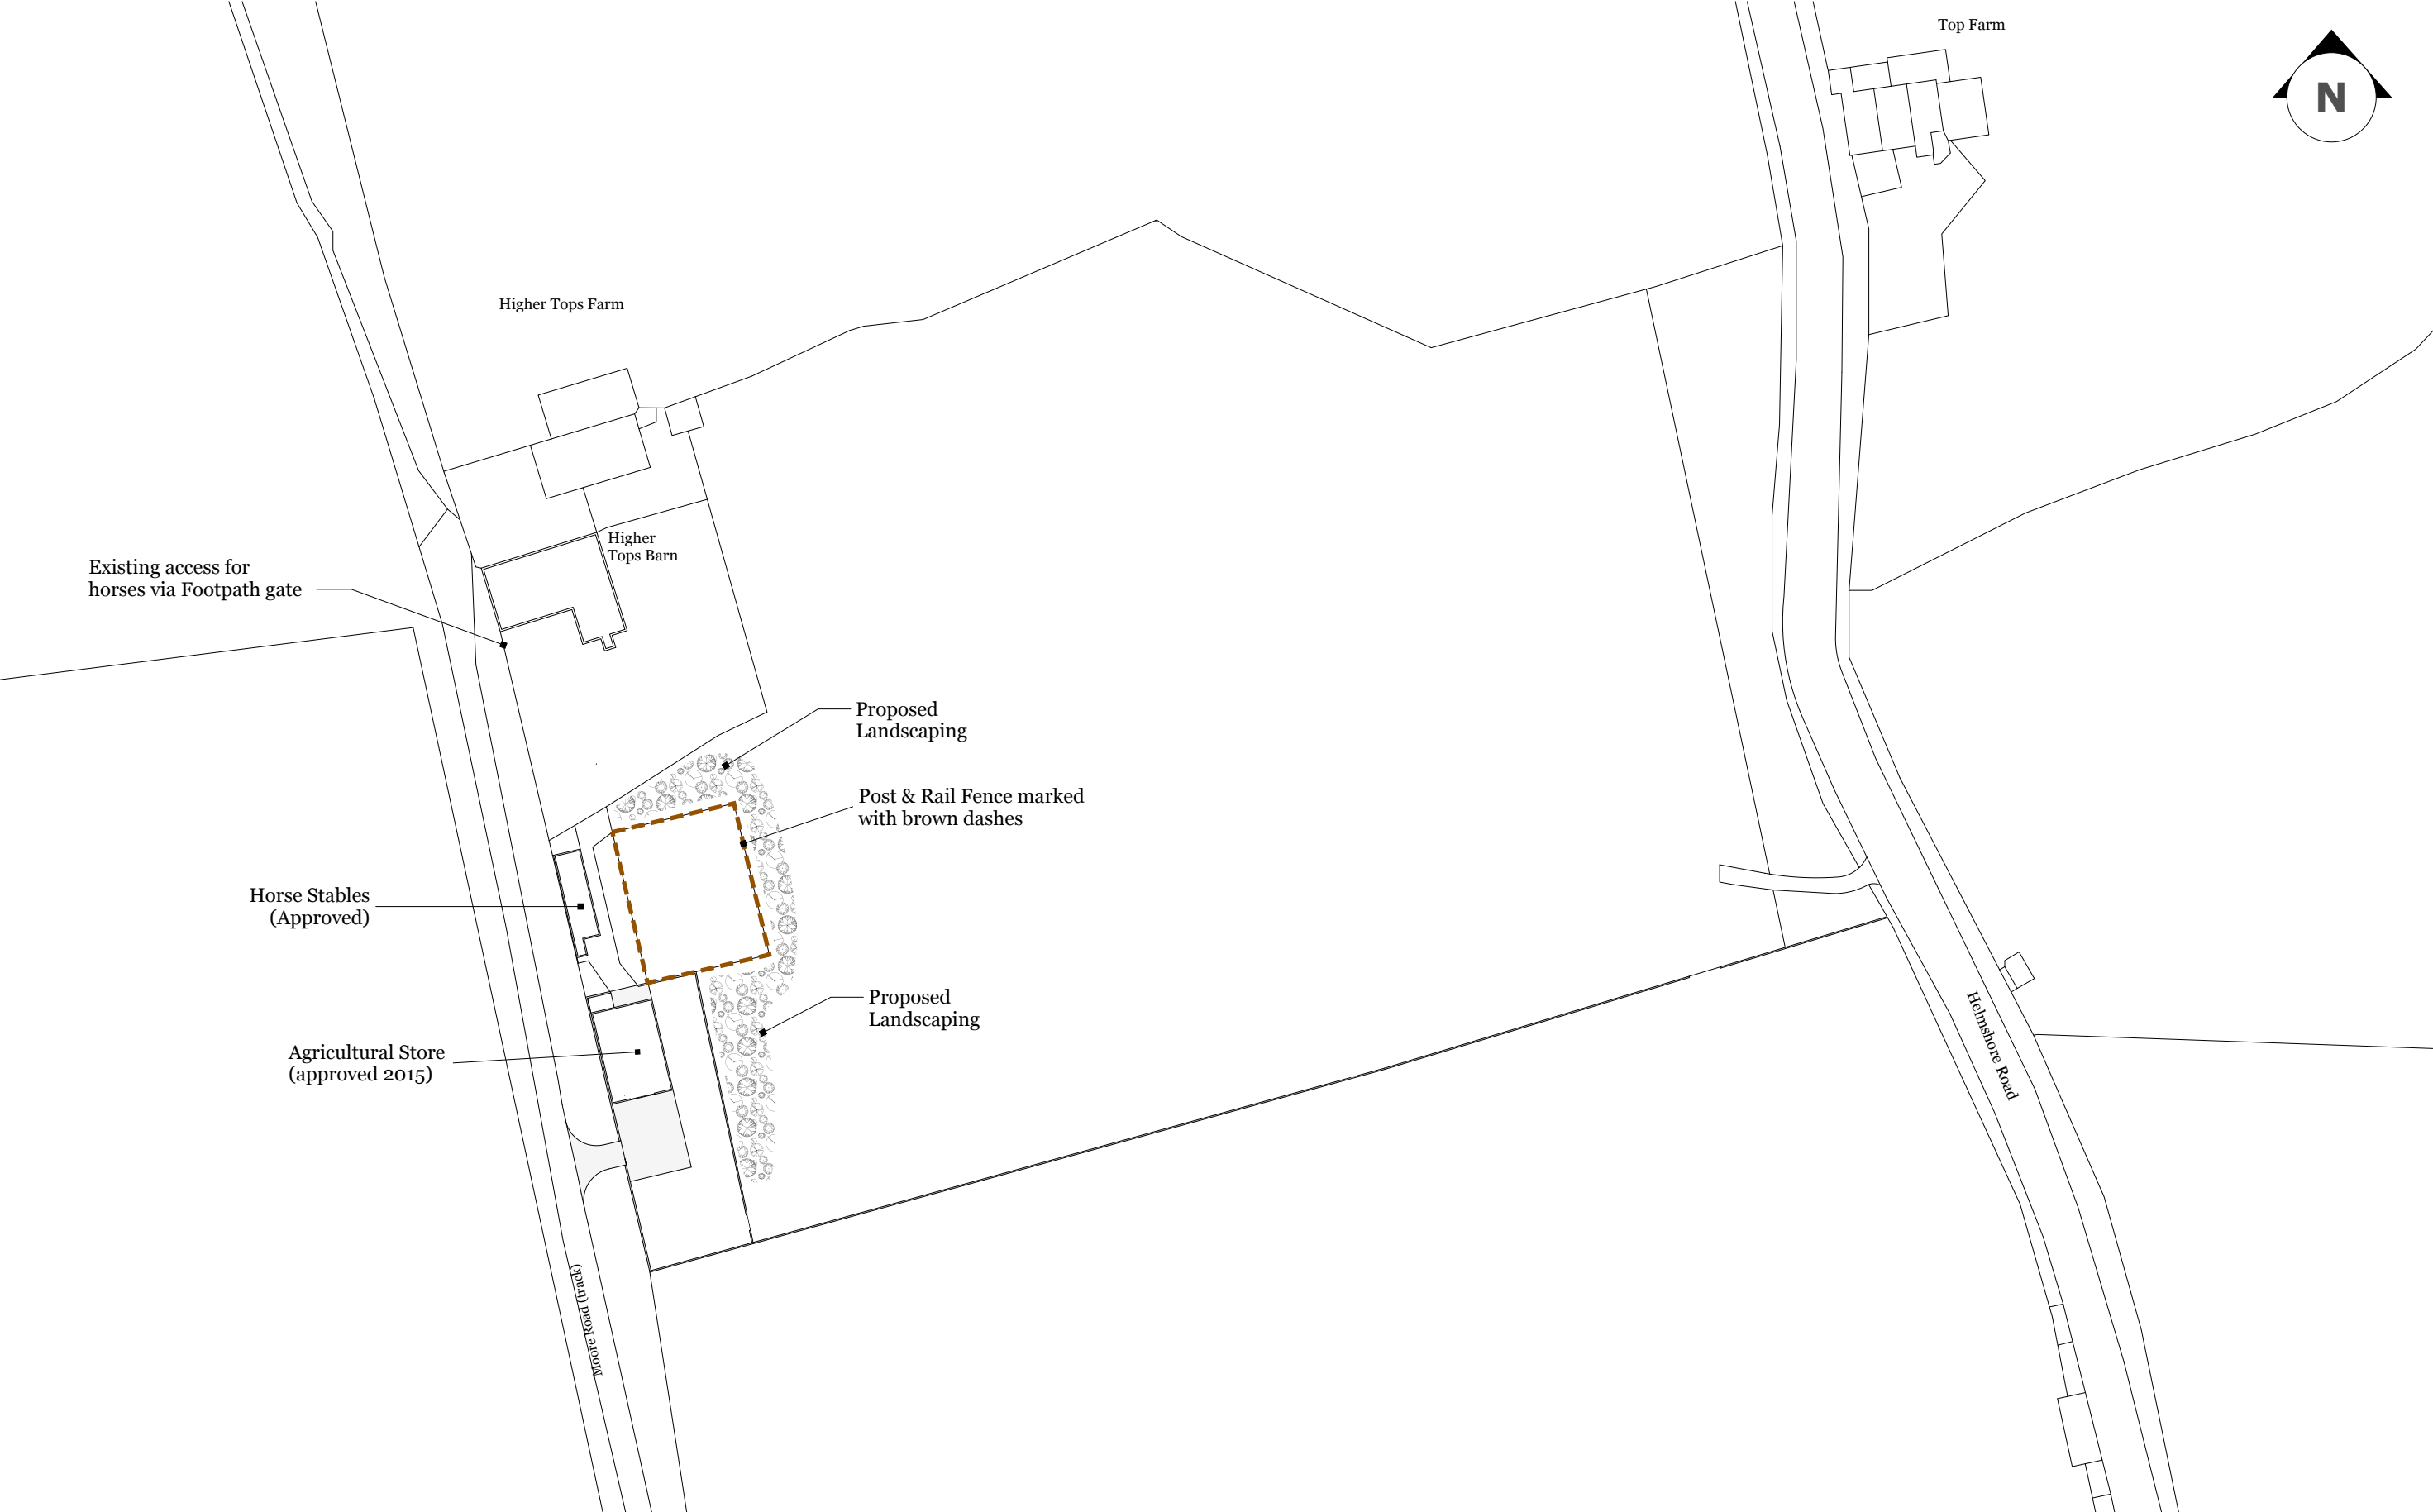 Top Farm
N
Higher Tops Farm
Higher
Tops Barn
Existing access for
horses via Footpath gate
Proposed
Landscaping
Post & Rail Fence marked
with brown dashes
Horse Stables
(Approved)
Proposed
Landscaping
Agricultural Store
(approved 2015)
Helmshore Road
Moore Road (track)